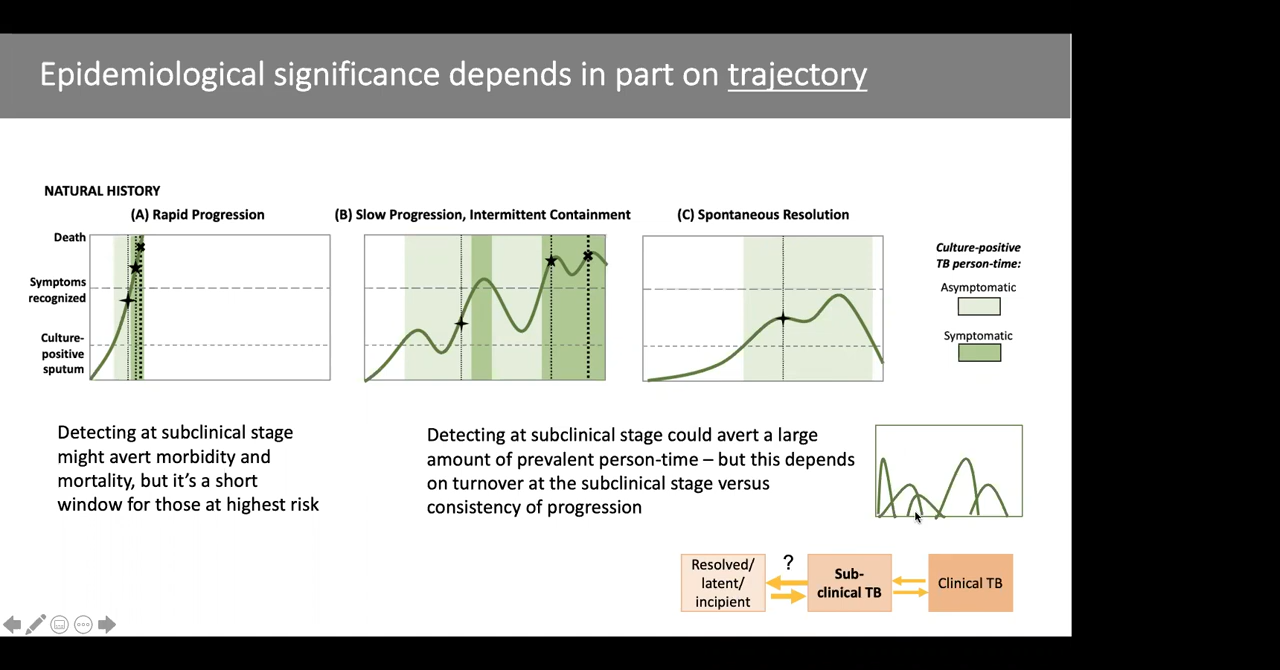 Epidemiological significance depends in part on trajectory
NATURAL HISTORY
(A) Rapid Progression
(B) Slow Progression, Intermittent Containment
(C) Spontaneous Resolution
Death
Symptoms
recognized
Culture-
positive
sputum
Culture-positive
TB person-time:
Asymptomatic
Symptomatic
Detecting at subclinical stage
might avert morbidity and
mortality, but it's a short
window for those at highest risk
Detecting at subclinical stage could avert a large
amount of prevalent person-time – but this depends
on turnover at the subclinical stage versus
consistency of progression
Resolved/
latent/
incipient
?
Sub-
clinical TB
Clinical TB